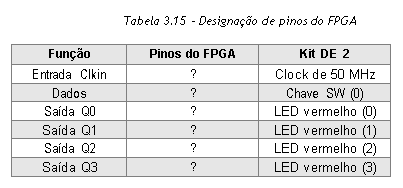 Tabela 3.15 - Designação de pinos do FPGA
Função Pinos do FPGA Kit DE 2
Entrada Clkin ? Clock de 50 MHz
Dados ? Chave SW (0)
Saída Q0 ? LED vermelho (0)
Saída Q1 ? LED vermelho (1)
Saída Q2 ? LED vermelho (2)
Saída Q3 ? LED vermelho (3)